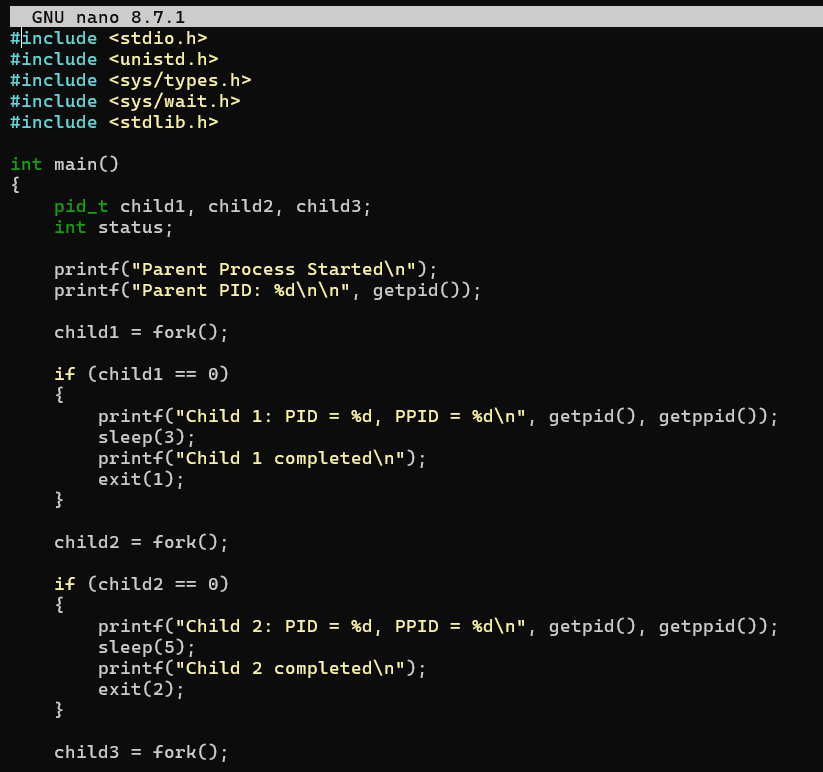 GNU nano 8.7.1
#include <stdio.h>
#include <unistd.h>
#include <sys/types.h>
#include <sys/wait.h>
#include <stdlib.h>

int main()
{
    pid_t child1, child2, child3;
    int status;

    printf("Parent Process Started\n");
    printf("Parent PID: %d\n\n", getpid());

    child1 = fork();

    if (child1 == 0)
    {
        printf("Child 1: PID = %d, PPID = %d\n", getpid(), getppid());
        sleep(3);
        printf("Child 1 completed\n");
        exit(1);
    }

    child2 = fork();

    if (child2 == 0)
    {
        printf("Child 2: PID = %d, PPID = %d\n", getpid(), getppid());
        sleep(5);
        printf("Child 2 completed\n");
        exit(2);
    }

    child3 = fork();